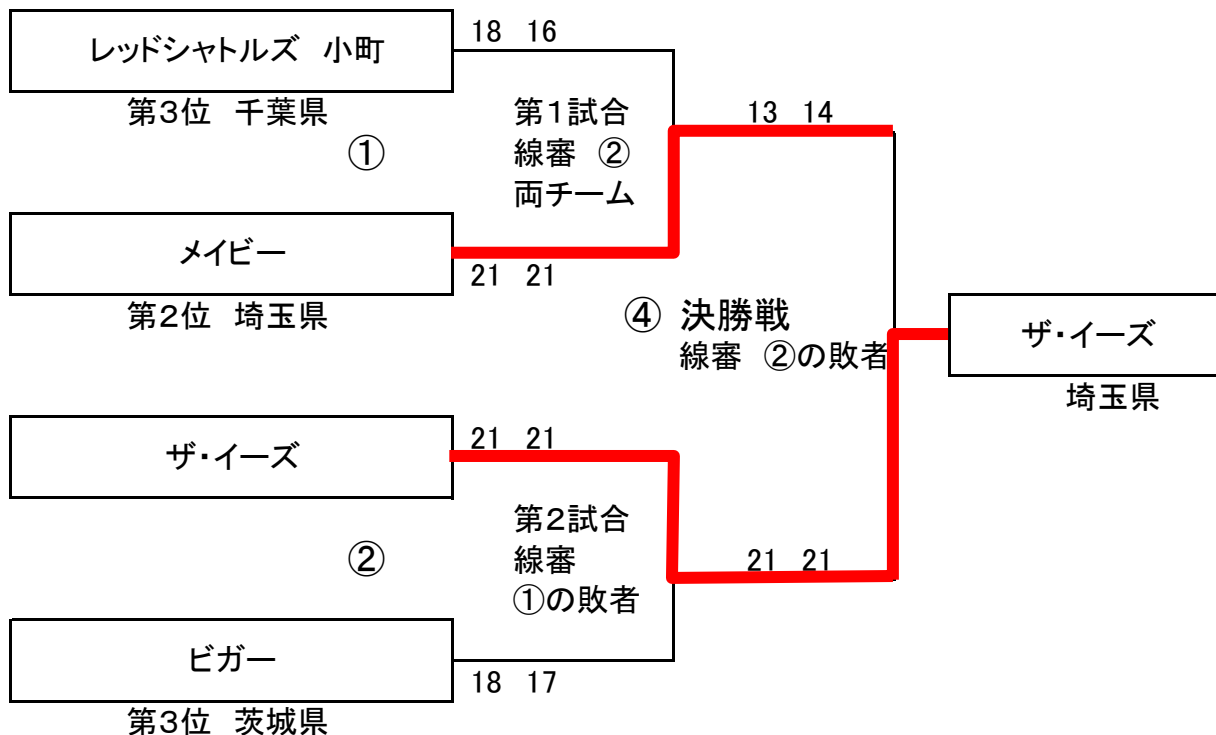 レッドシャトルズ 小町
18 16
第3位 千葉県
①
第1試合
線審 ②
両チーム
13 14
メイビー
21 21
第2位 埼玉県
④ 決勝戦
線審 ②の敗者
ザ・イーズ
埼玉県
ザ・イーズ
21 21
②
第2試合
線審
①の敗者
21 21
ビガー
18 17
第3位 茨城県